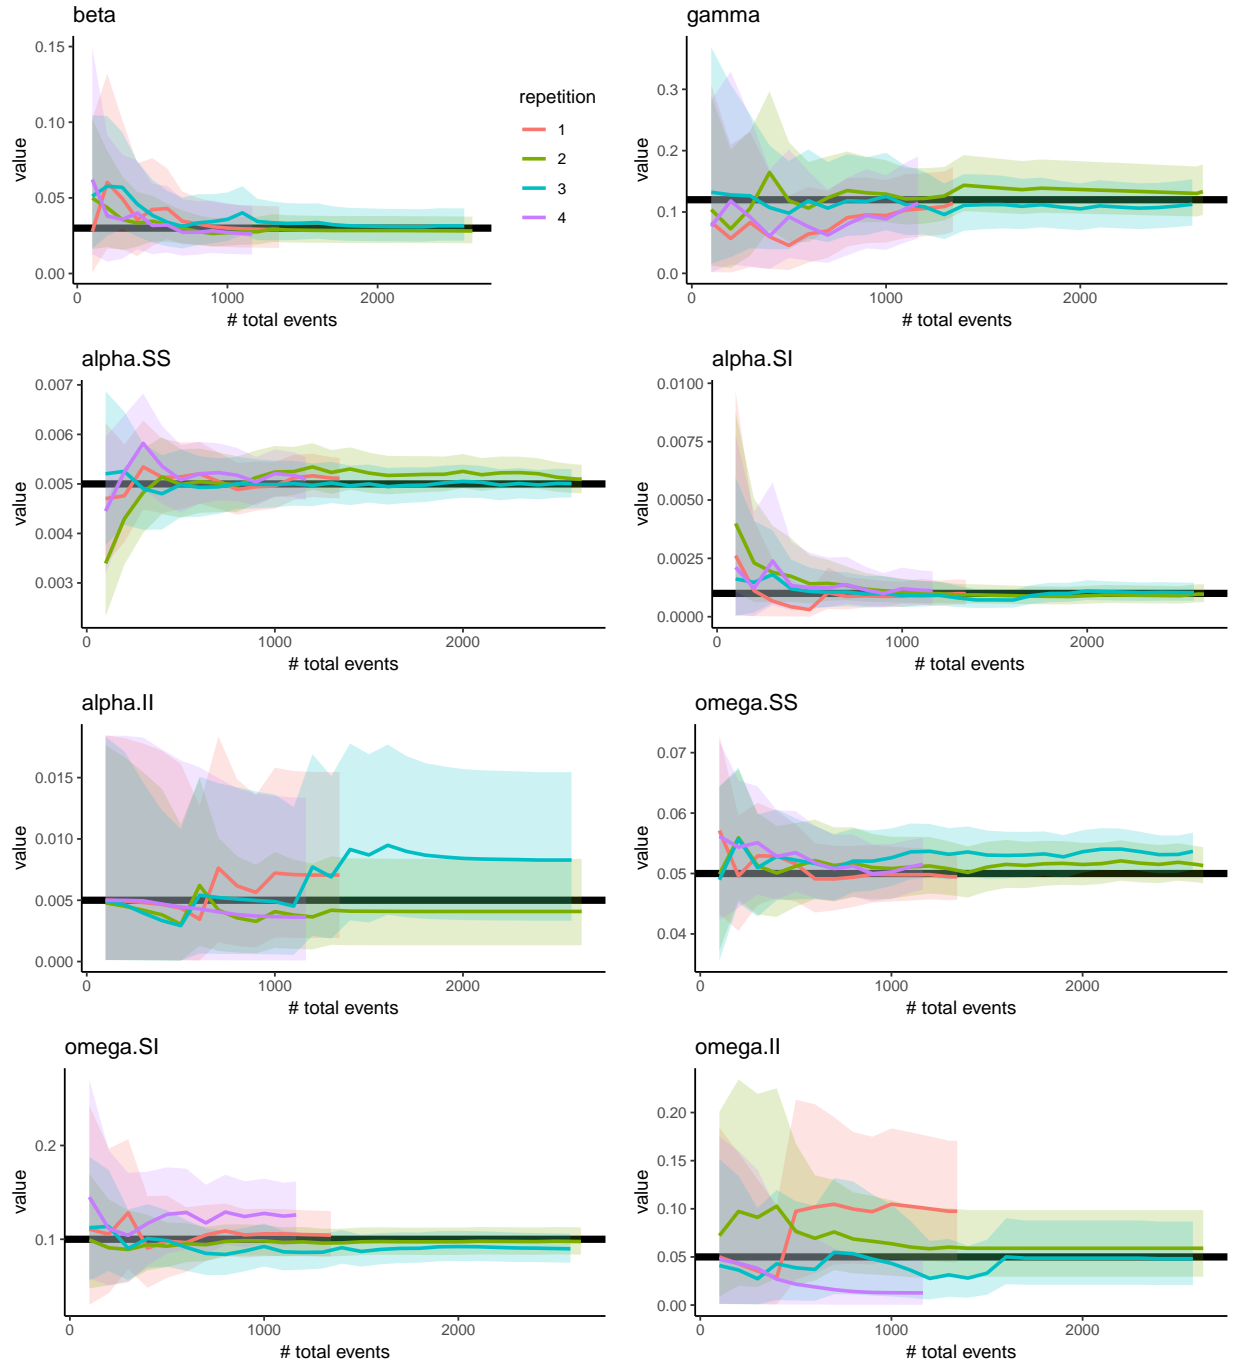 beta
value
0.15
0.10
0.05
0.00
0
1000
2000
# total events
repetition
1
2
3
4
gamma
value
0.3
0.2
0.1
0.0
0
1000
2000
# total events
alpha.SS
value
0.007
0.006
0.005
0.004
0.003
0
1000
2000
# total events
alpha.SI
value
0.0100
0.0075
0.0050
0.0025
0.0000
0
1000
2000
# total events
alpha.II
value
0.015
0.010
0.005
0.000
0
1000
2000
# total events
omega.SS
value
0.07
0.06
0.05
0.04
0
1000
2000
# total events
omega.SI
value
0.2
0.1
0
1000
2000
# total events
omega.II
value
0.20
0.15
0.10
0.05
0.00
0
1000
2000
# total events